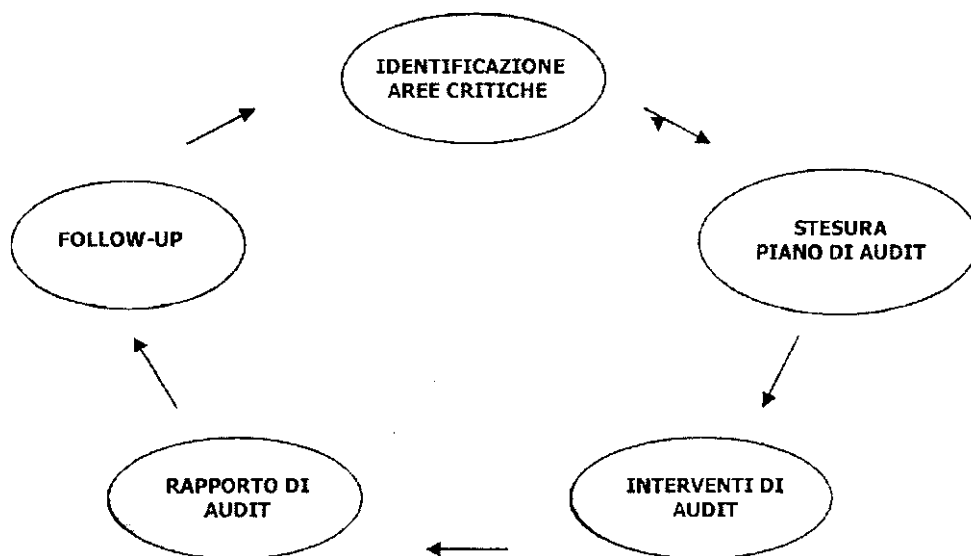 IDENTIFICAZIONE
AREE CRITICHE
STESURA
PIANO DI AUDIT
INTERVENTI DI
AUDIT
RAPPORTO DI
AUDIT
FOLLOW-UP